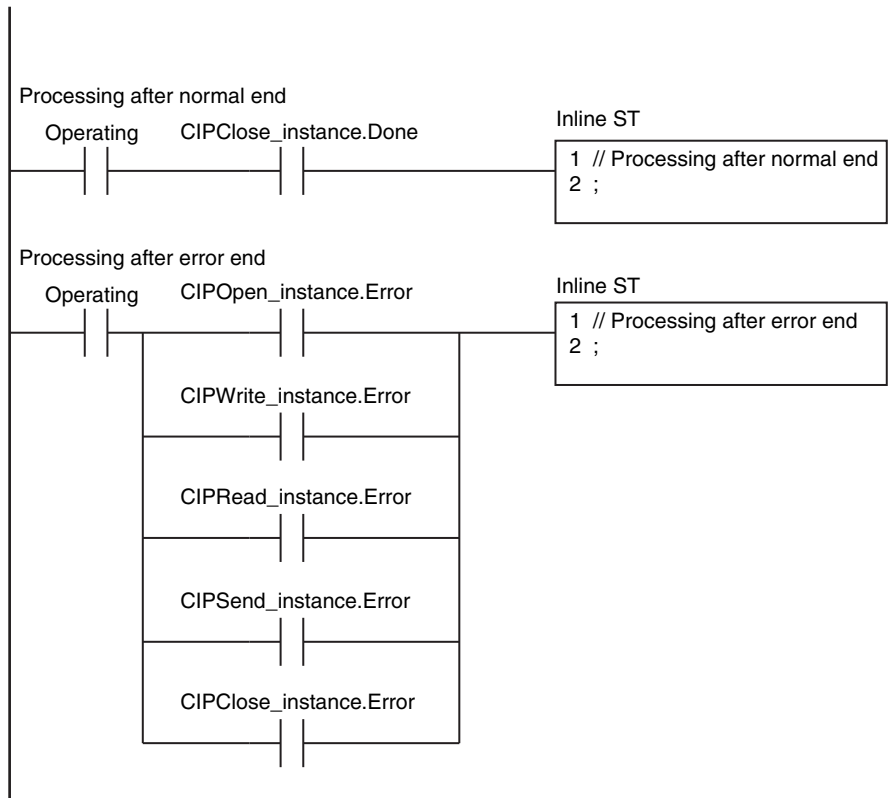 Processing after normal end
Operating CIPClose_instance.Done
Inline ST
1 // Processing after normal end
2 ;
Processing after error end
Operating CIPOpen_instance.Error
Inline ST
1 // Processing after error end
2 ;
CIPWrite_instance.Error
CIPRead_instance.Error
CIPSend_instance.Error
CIPClose_instance.Error